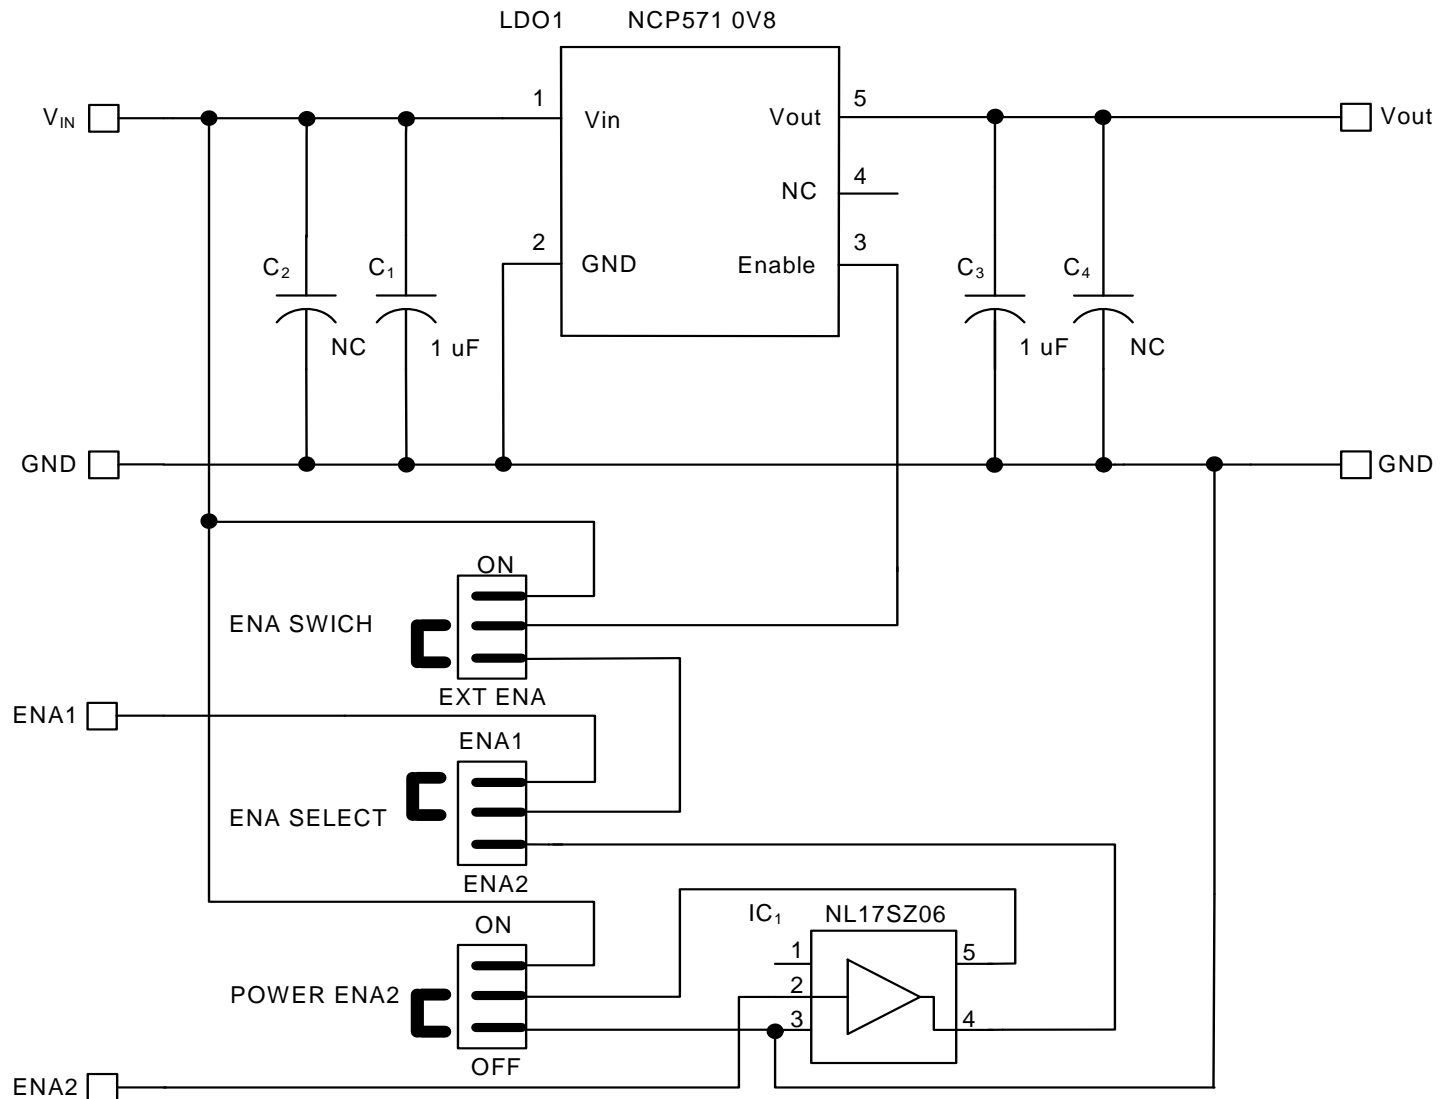 LDO1 NCP571 0V8
VIN
1
Vin
Vout
5
Vout
NC
4
2
GND
Enable
3
C2
C1
C3
C4
NC
1 uF
1 uF
NC
GND
GND
ON
ENA SWICH
EXT ENA
ENA1
ENA1
ENA SELECT
ENA2
IC1 NL17SZ06
ON
1
5
2
POWER ENA2
3
4
OFF
ENA2